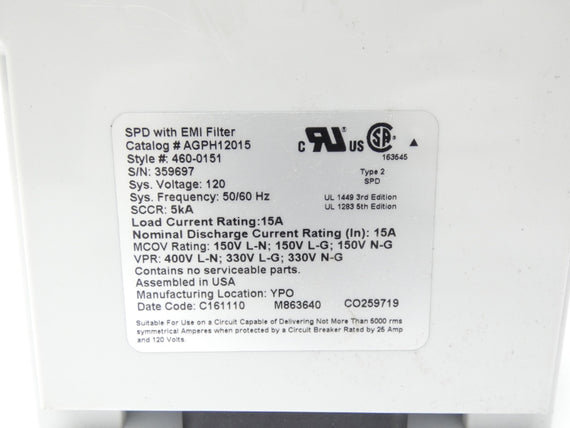 SPD with EMI Filter
Catalog # AGPH12015
Style #: 460-0151
S/N: 359697
Sys. Voltage: 120
Sys. Frequency: 50/60 Hz
SCCR: 5kA
Load Current Rating:15A
Nominal Discharge Current Rating (In): 15A
MCOV Rating: 150V L-N; 150V L-G; 150V N-G
VPR: 400V L-N; 330V L-G; 330V N-G
Contains no serviceable parts.
Assembled in USA
Manufacturing Location: YPO
Date Code: C161110 M863640 CO259719
C RU US SA ▲
163545
Type 2
SPD
UL 1449 3rd Edition
UL 1283 5th Edition
Suitable For Use on a Circuit Capable of Delivering Not More Than 5000 rms
symmetrical Amperes when protected by a Circuit Breaker Rated by 25 Amp
and 120 Volts.